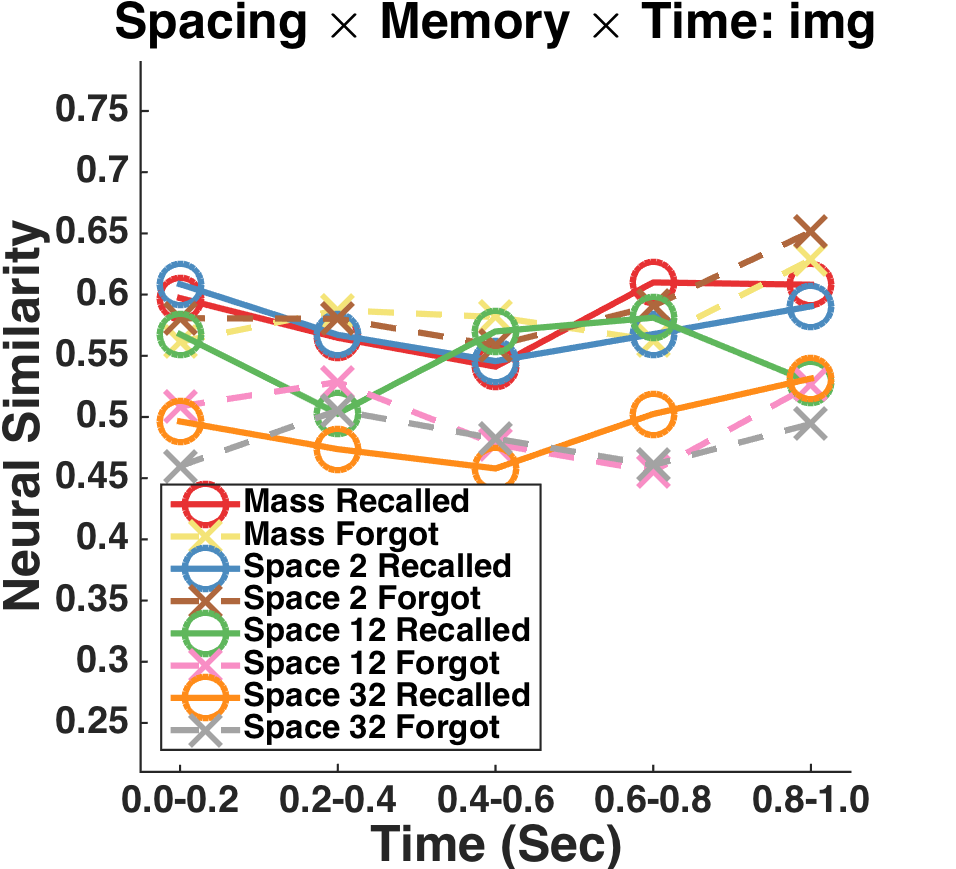 Spacing × Memory × Time: img
Neural Similarity
0.75
0.7
0.65
0.6
0.55
0.5
0.45
0.4
0.35
0.3
0.25
Mass Recalled
Mass Forgot
Space 2 Recalled
Space 2 Forgot
Space 12 Recalled
Space 12 Forgot
Space 32 Recalled
Space 32 Forgot
0.0-0.2 0.2-0.4 0.4-0.6 0.6-0.8 0.8-1.0
Time (Sec)